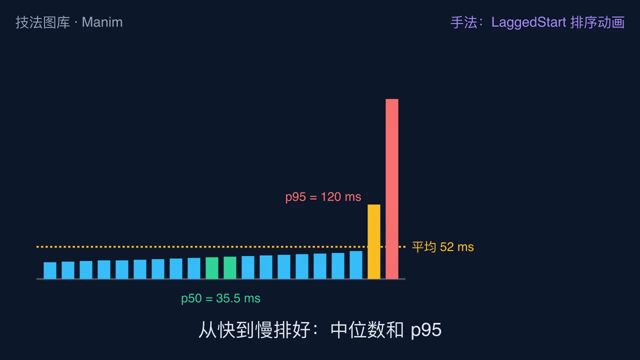 技法图库 · Manim
手法：LaggedStart 排序动画
p95 = 120 ms
平均 52 ms
p50 = 35.5 ms
从快到慢排好：中位数和 p95